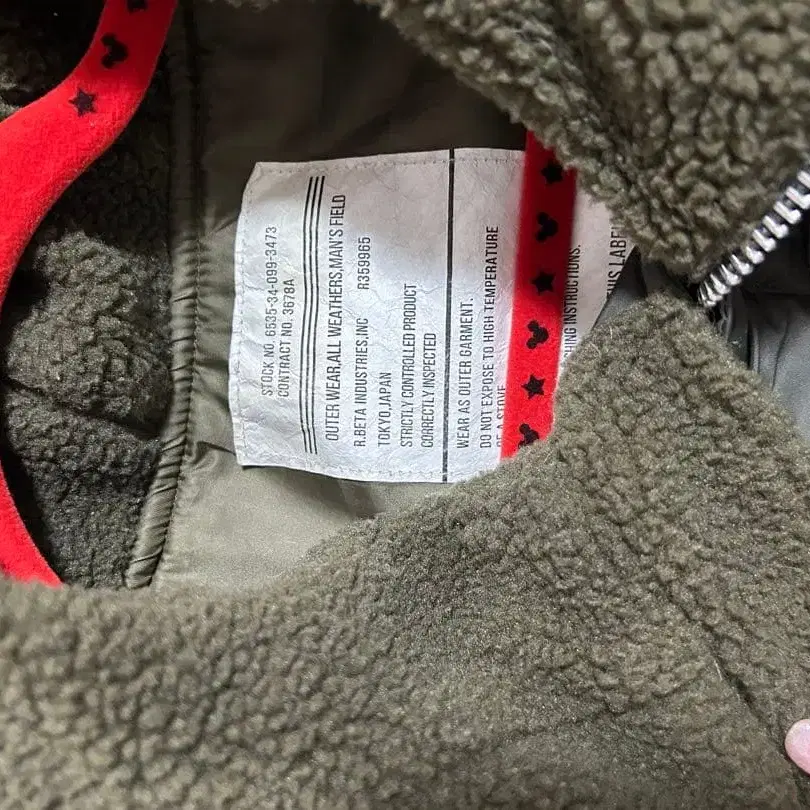 STOCK NO. 6535-34-099-3473
CONTRACT NO, 3678A
OUTER WEAR,ALL WEATHERS,MAN'S FIELD
R.BETA INDUSTRIES,INC R359965
TOKYO,JAPAN
STRICTLY CONTROLLED PRODUCT
CORRECTLY INSPECTED
WEAR AS OUTER GARMENT.
DO NOT EXPOSE TO HIGH TEMPERATURE
OF A STOVE
INSTRUCTIONS.